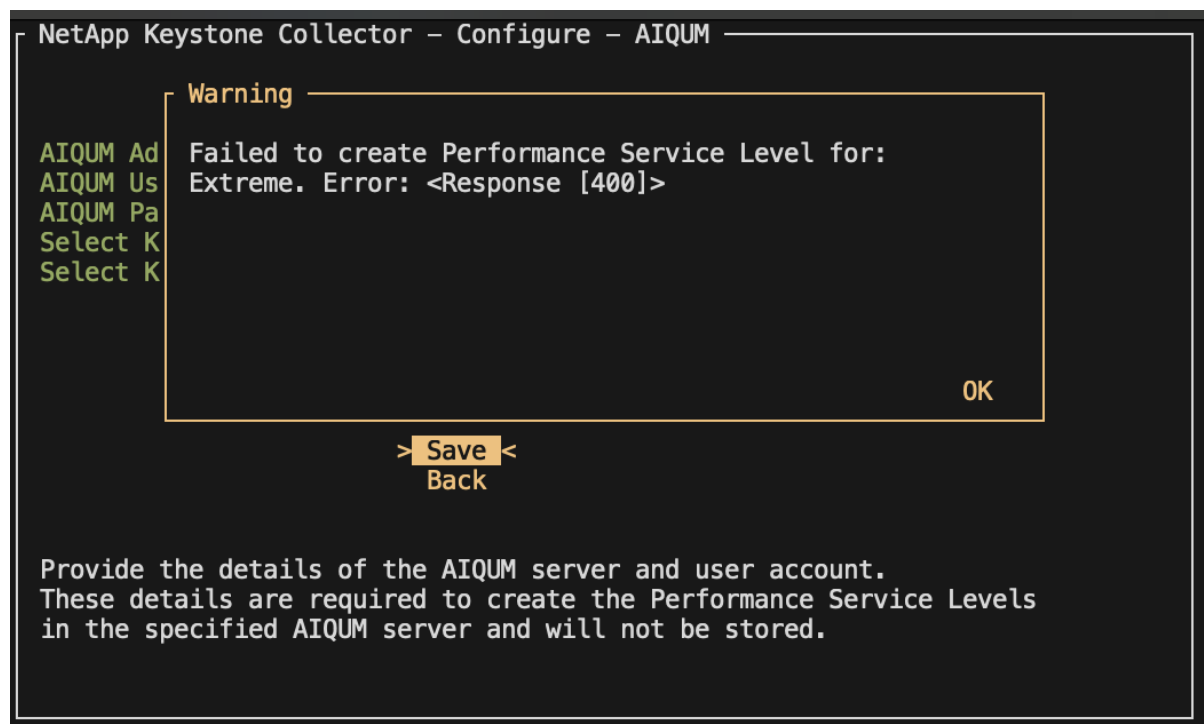 NetApp Keystone Collector – Configure – AIQUM
Warning
Failed to create Performance Service Level for:
Extreme. Error: <Response [400]>
AIQUM Ad
AIQUM Us
AIQUM Pa
Select K
Select K
OK
> Save <
Back
Provide the details of the AIQUM server and user account.
These details are required to create the Performance Service Levels
in the specified AIQUM server and will not be stored.